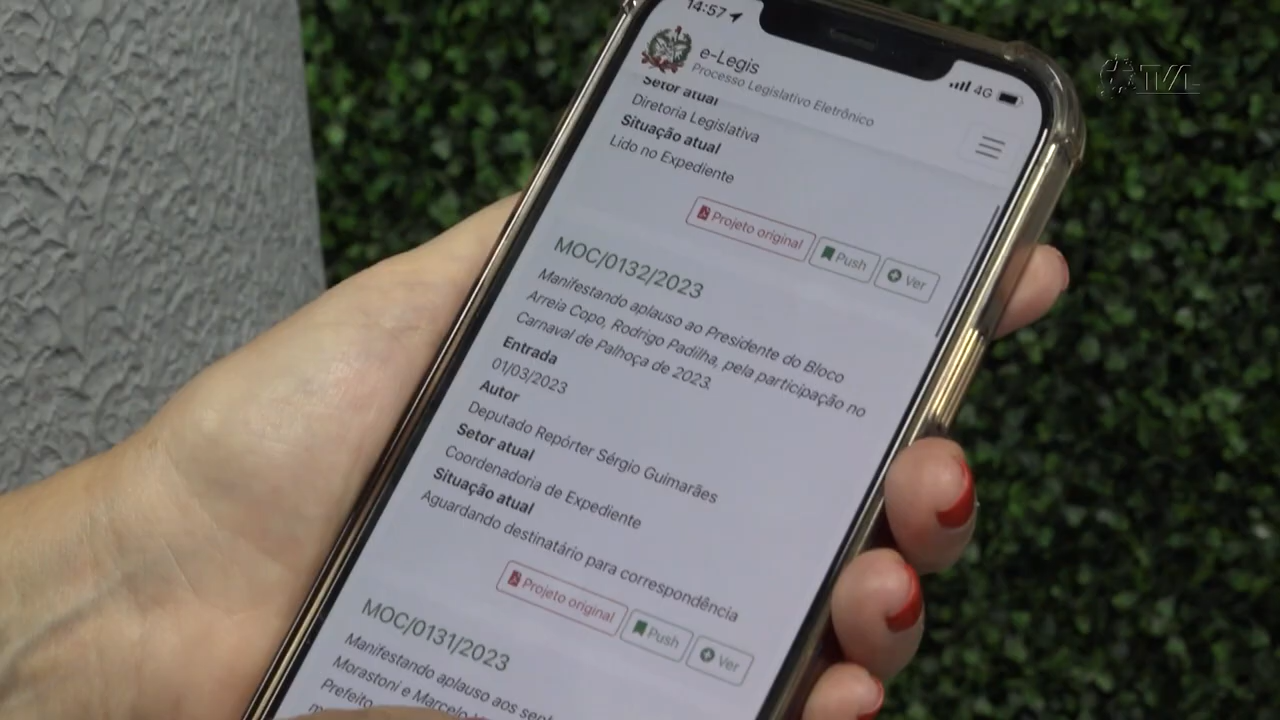 14:57
4G
e-Legis
Processo Legislativo Eletrônico
Setor atual
Diretoria Legislativa
Situação atual
Lido no Expediente
Projeto original
Push
Ver
MOC/0132/2023
Manifestando aplauso ao Presidente do Bloco
Arreia Copo, Rodrigo Padilha, pela participação no
Carnaval de Palhoça de 2023.
Entrada
01/03/2023
Autor
Deputado Repórter Sérgio Guimarães
Setor atual
Coordenadoria de Expediente
Situação atual
Aguardando destinatário para correspondência
Projeto original
Push
Ver
MOC/0131/2023
Manifestando aplauso aos
Morastoni e Marcelo
Prefeito
TVAL